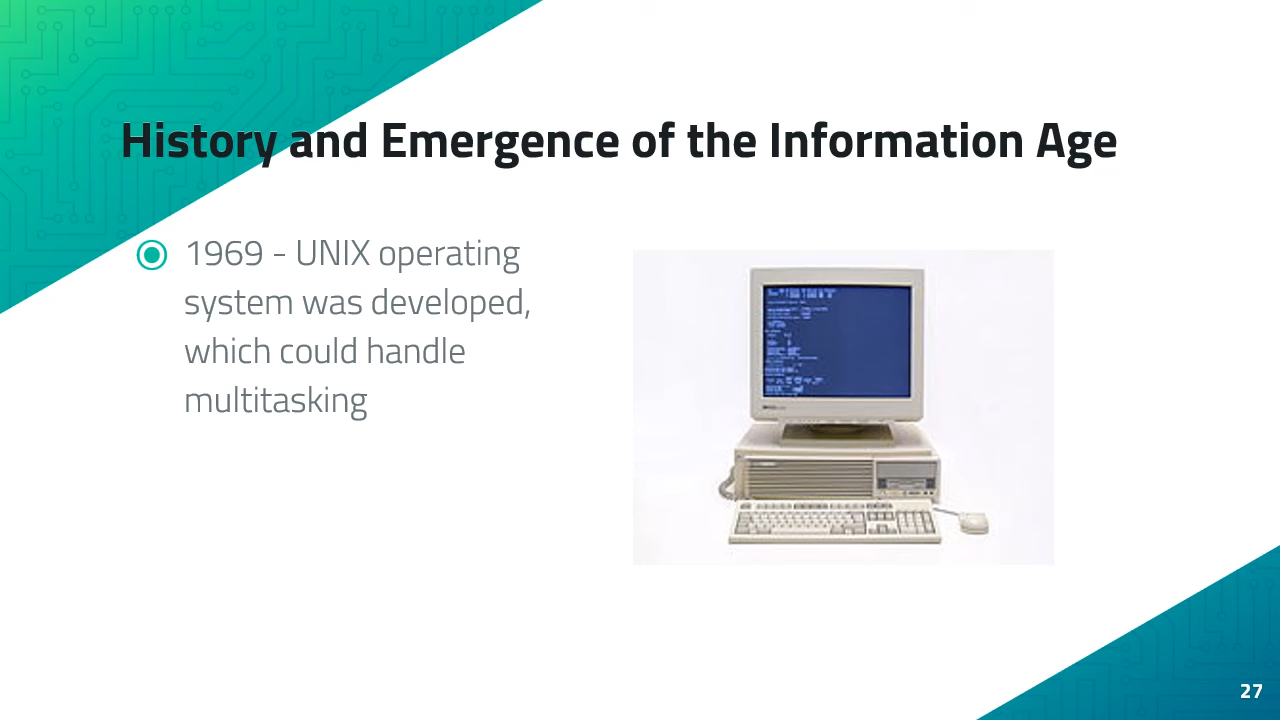 History and Emergence of the Information Age
1969 - UNIX operating
system was developed,
which could handle
multitasking
27